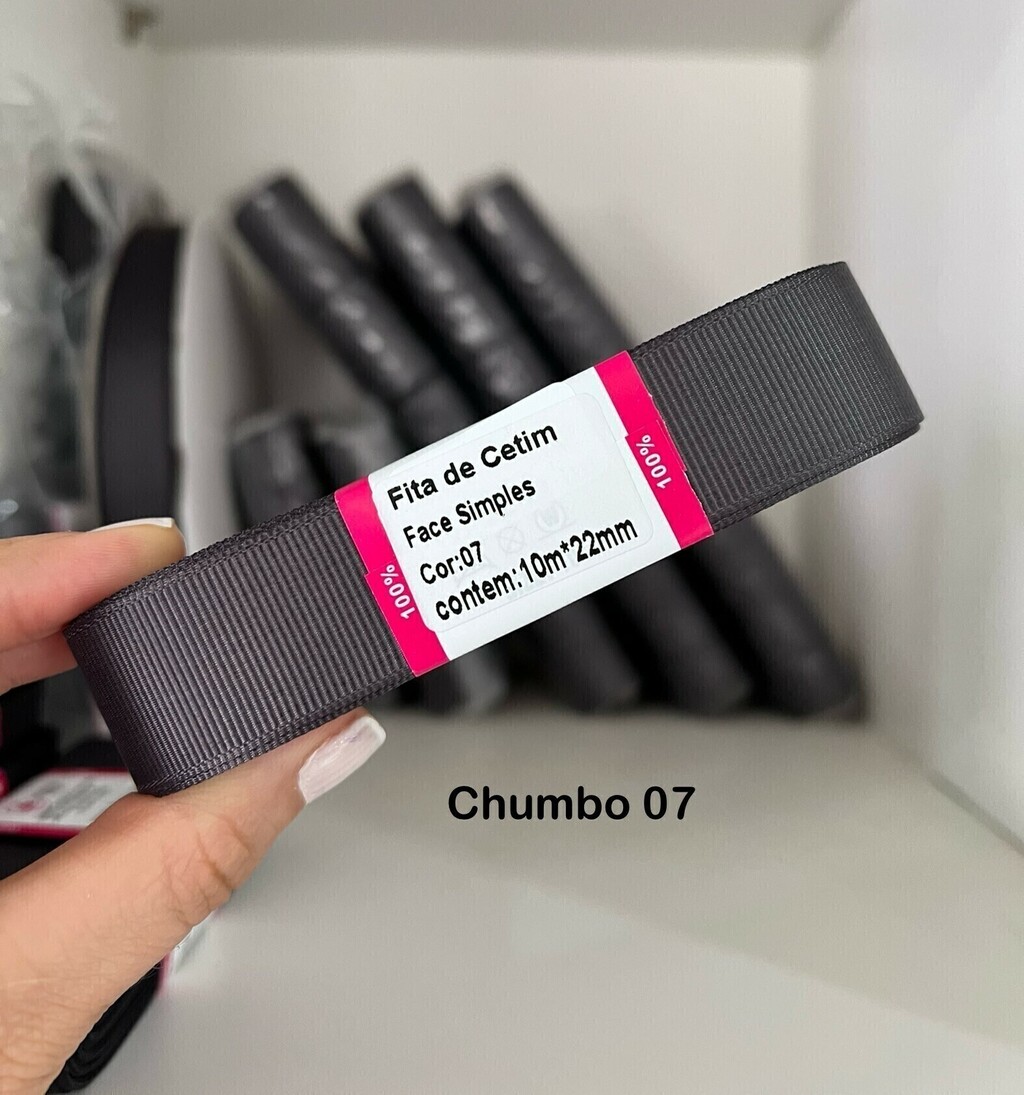 Fita de Cetim
Face Simples
Cor:07
contem:10m*22mm
100%
100%
Chumbo 07